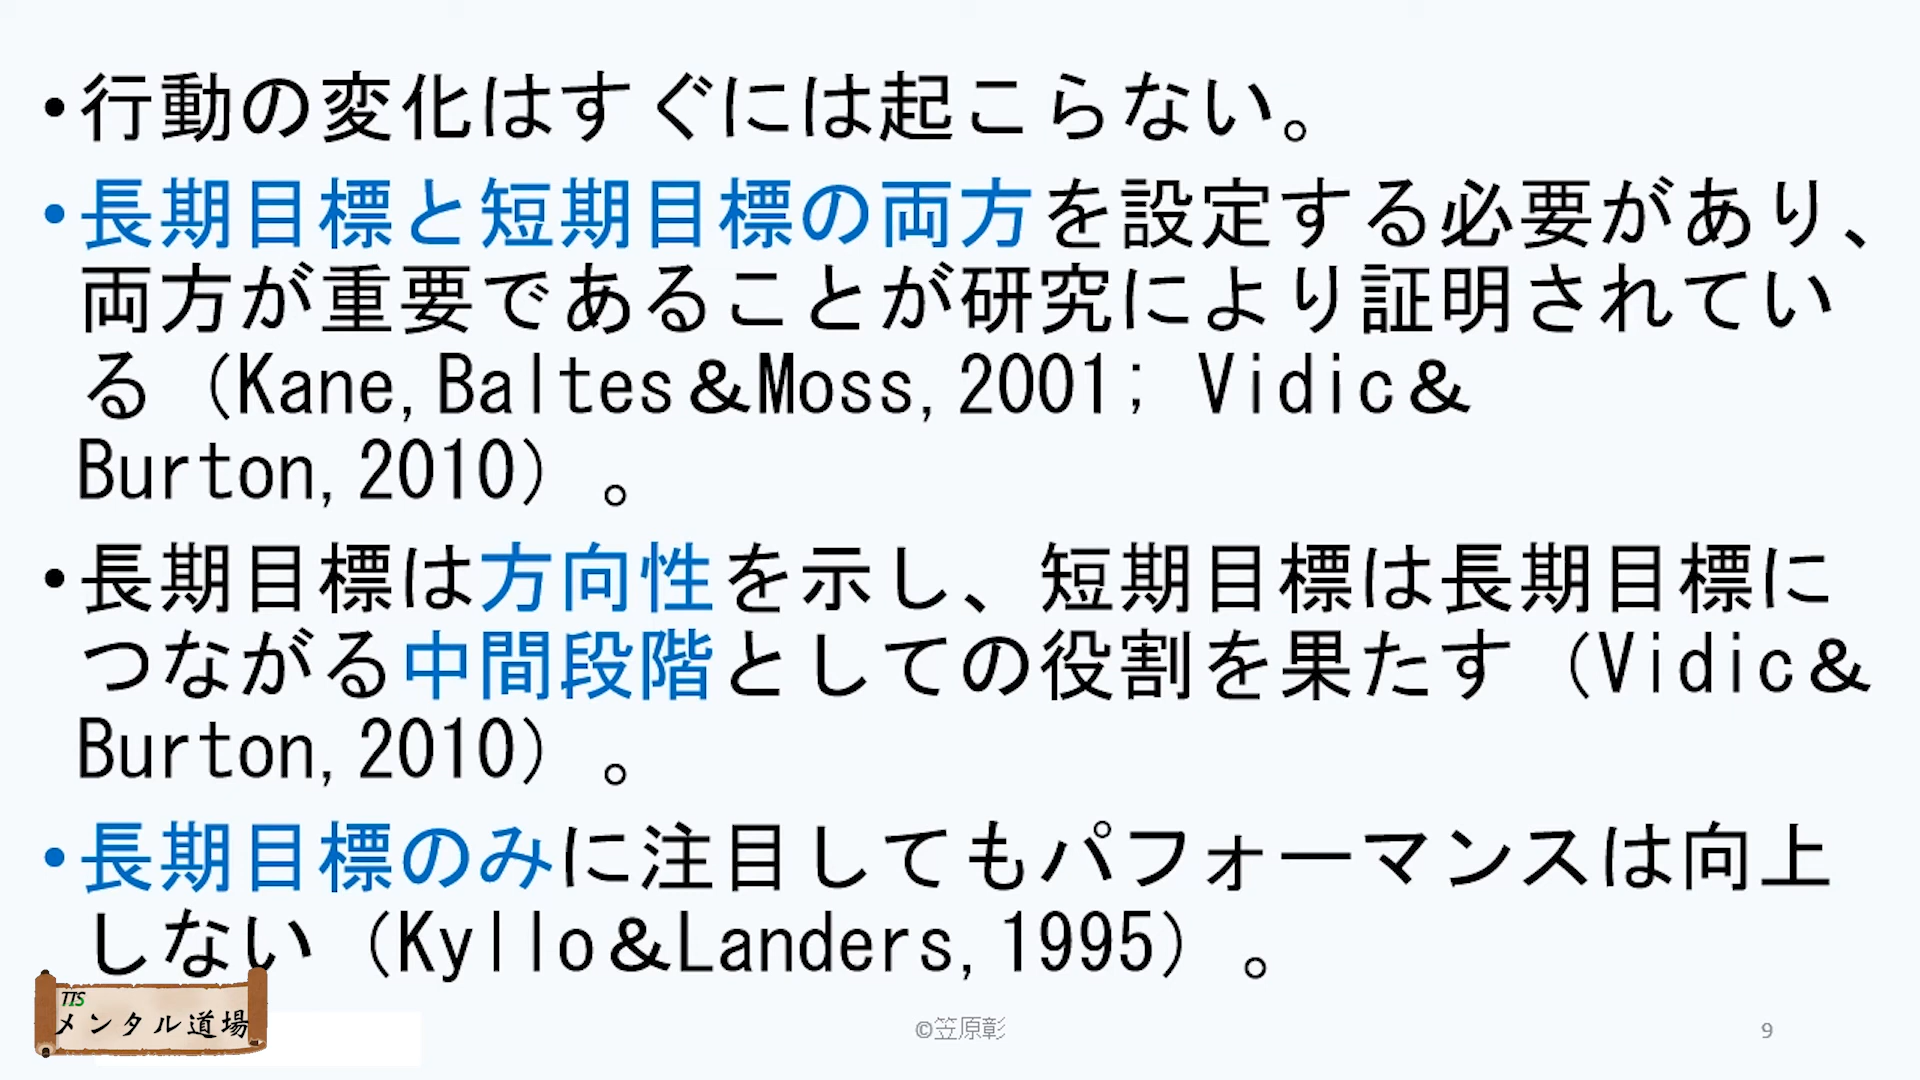 •行動の変化はすぐには起こらない。
•長期目標と短期目標の両方を設定する必要があり、
両方が重要であることが研究により証明されてい
る（Kane,Baltes＆Moss,2001; Vidic＆
Burton,2010）。
•長期目標は方向性を示し、短期目標は長期目標に
つながる中間段階としての役割を果たす（Vidic＆
Burton,2010）。
•長期目標のみに注目してもパフォーマンスは向上
しない（Kyllo＆Landers,1995）。
TIS
メンタル道場
©笠原彰
9